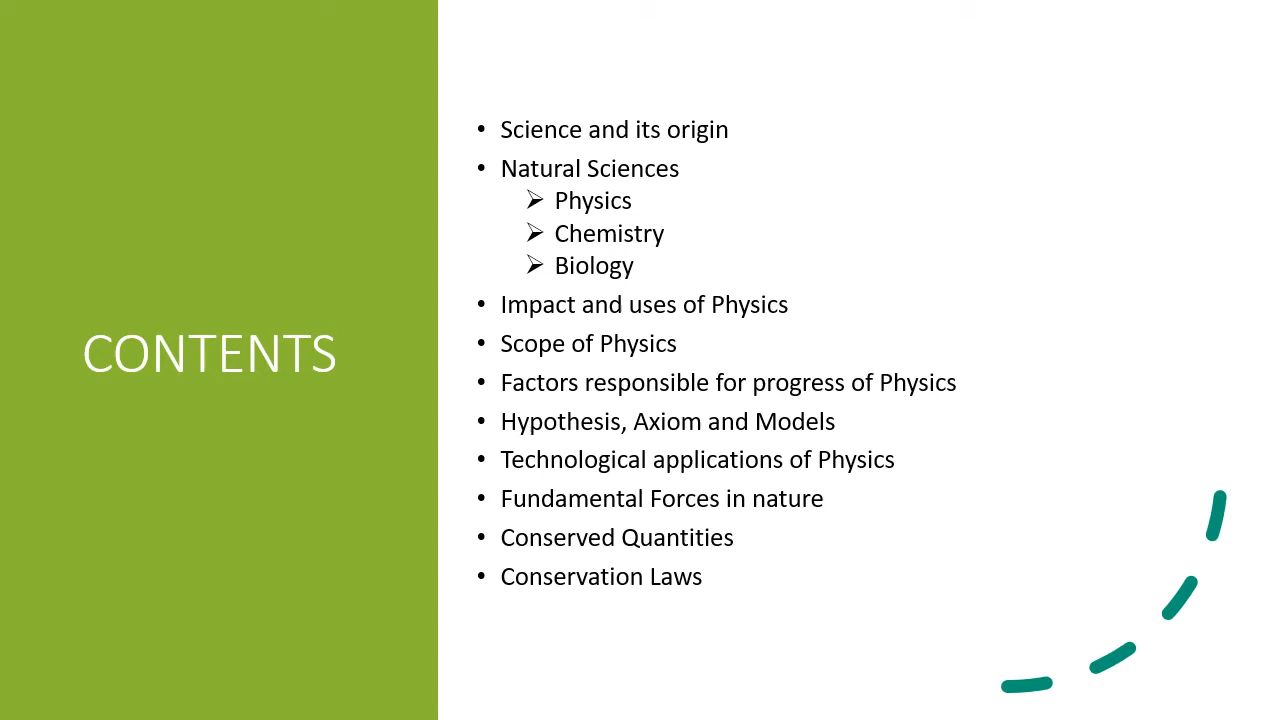 CONTENTS
• Science and its origin
• Natural Sciences
➢ Physics
➢ Chemistry
➢ Biology
• Impact and uses of Physics
• Scope of Physics
• Factors responsible for progress of Physics
• Hypothesis, Axiom and Models
• Technological applications of Physics
• Fundamental Forces in nature
• Conserved Quantities
• Conservation Laws